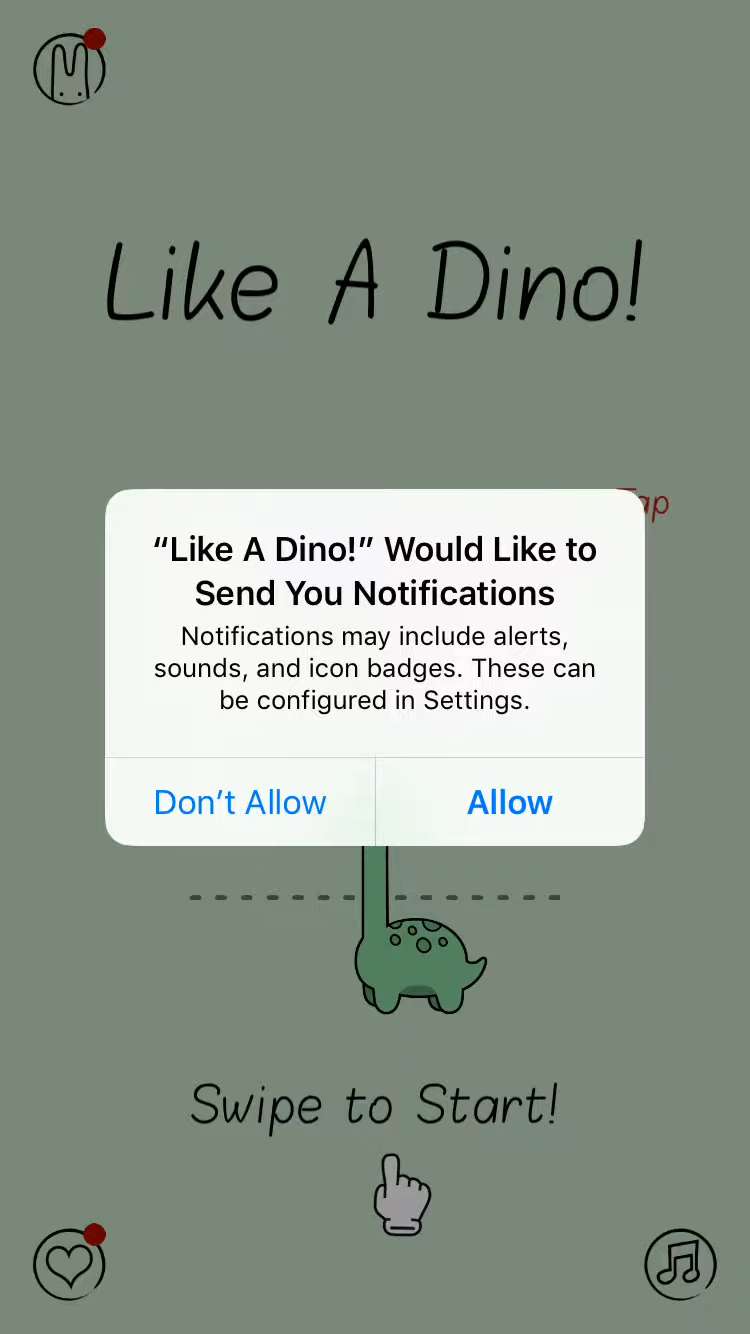 Like A Dino!
“Like A Dino!” Would Like to
Send You Notifications
Notifications may include alerts,
sounds, and icon badges. These can
be configured in Settings.
Don’t Allow
Allow
Swipe to Start!